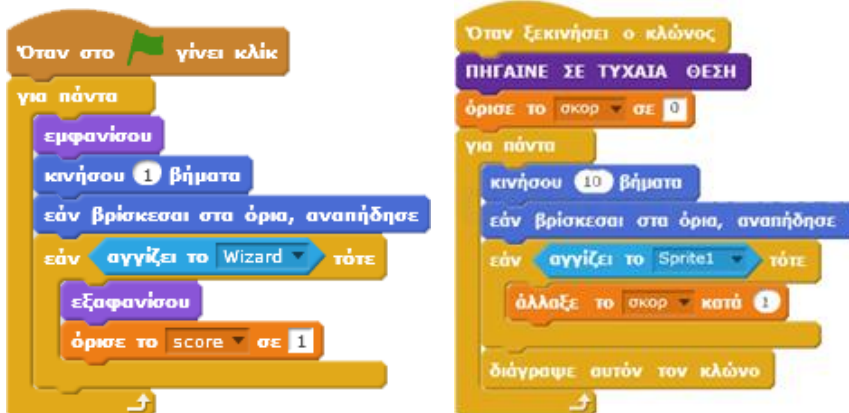 Όταν στο γίνει κλικ
για πάντα
εμφανίσου
κινήσου 1 βήματα
εάν βρίσκεσαι στα όρια, αναπήδησε
εάν αγγίζει το Wizard τότε
εξαφανίσου
όρισε το score σε 1
Όταν ξεκινήσει ο κλώνος
ΠΗΓΑΙΝΕ ΣΕ ΤΥΧΑΙΑ ΘΕΣΗ
όρισε το σκορ σε 0
για πάντα
κινήσου 10 βήματα
εάν βρίσκεσαι στα όρια, αναπήδησε
εάν αγγίζει το Sprite1 τότε
άλλαξε το σκορ κατά 1
διάγραψε αυτόν τον κλώνο